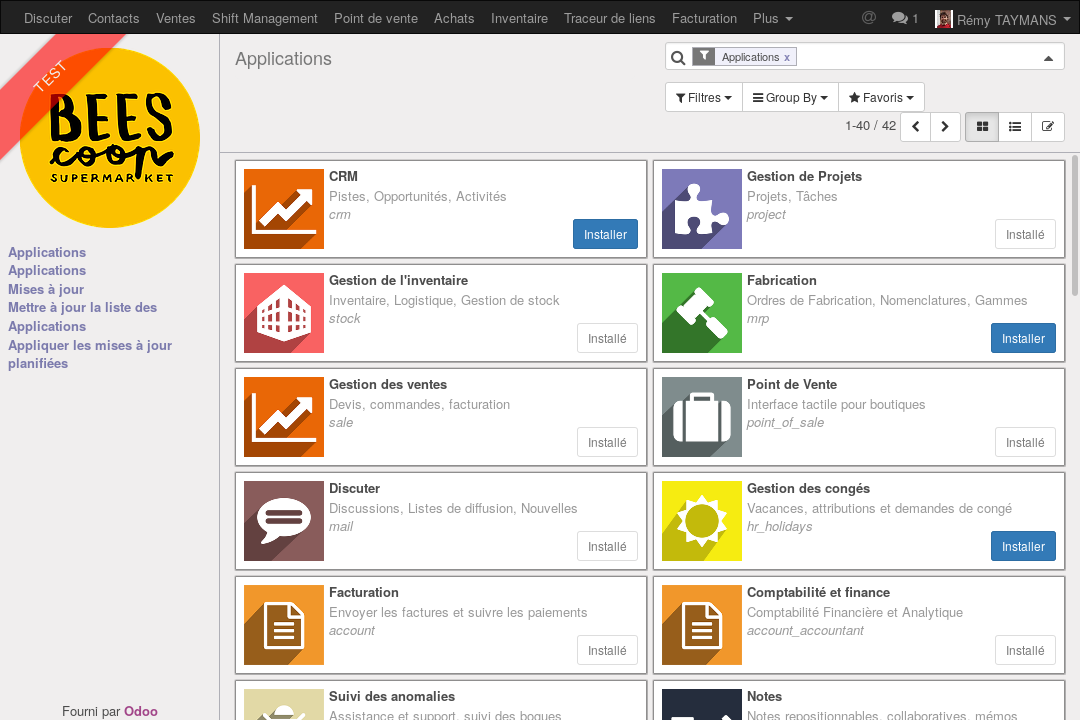 Discuter Contacts Ventes Shift Management Point de vente Achats Inventaire Traceur de liens Facturation Plus @ 1 Rémy TAYMANS
TEST
BEES
coop
SUPERMARKET
Applications
Applications
Mises à jour
Mettre à jour la liste des
Applications
Appliquer les mises à jour
planifiées
Fourni par Odoo
Applications
Applications x
Filtres Group By Favoris
1-40 / 42
CRM
Pistes, Opportunités, Activités
crm
Installer
Gestion de Projets
Projets, Tâches
project
Installé
Gestion de l'inventaire
Inventaire, Logistique, Gestion de stock
stock
Installé
Fabrication
Ordres de Fabrication, Nomenclatures, Gammes
mrp
Installer
Gestion des ventes
Devis, commandes, facturation
sale
Installé
Point de Vente
Interface tactile pour boutiques
point_of_sale
Installé
Discuter
Discussions, Listes de diffusion, Nouvelles
mail
Installé
Gestion des congés
Vacances, attributions et demandes de congé
hr_holidays
Installer
Facturation
Envoyer les factures et suivre les paiements
account
Installé
Comptabilité et finance
Comptabilité Financière et Analytique
account_accountant
Installé
Suivi des anomalies
Assistance et support, suivi des bogues
Notes
Notes repositionnables, collaboratives, mémos